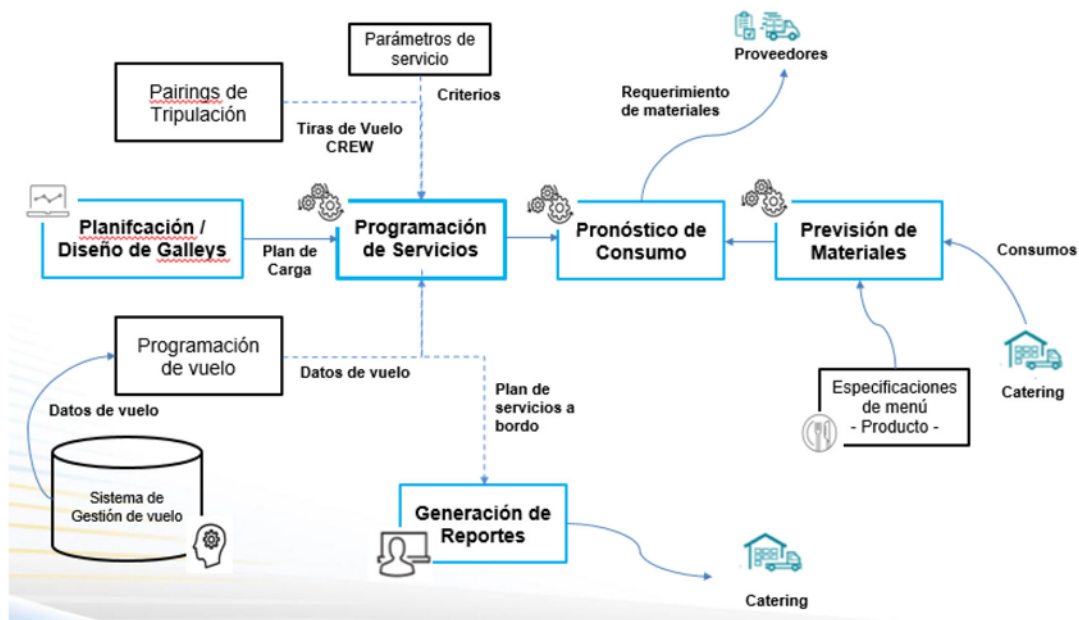 Parámetros de
servicio
Proveedores
Pairings de
Tripulación
Criterios
Requerimiento
de materiales
Tiras de Vuelo
CREW
Planifcación /
Diseño de Galleys
Plan de
Carga
Programación
de Servicios
Pronóstico de
Consumo
Previsión de
Materiales
Consumos
Programación
de vuelo
Datos de vuelo
Datos de vuelo
Plan de
servicios a
bordo
Especificaciones
de menú
- Producto -
Catering
Sistema de
Gestión de vuelo
Generación de
Reportes
Catering